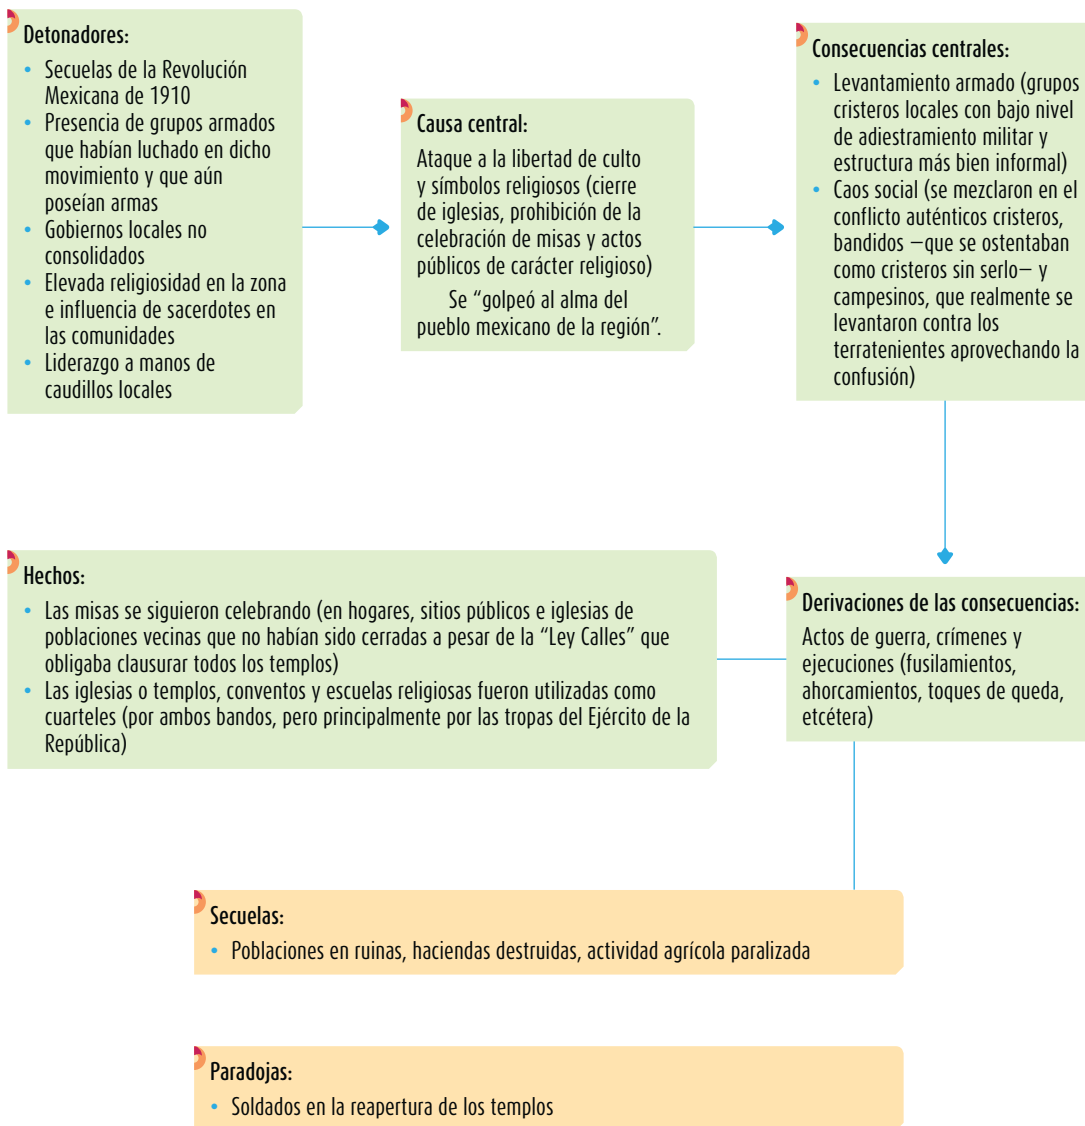 Detonadores:
• Secuelas de la Revolución
Mexicana de 1910
• Presencia de grupos armados
que habían luchado en dicho
movimiento y que aún
poseían armas
• Gobiernos locales no
consolidados
• Elevada religiosidad en la zona
e influencia de sacerdotes en
las comunidades
• Liderazgo a manos de
caudillos locales
Causa central:
Ataque a la libertad de culto
y símbolos religiosos (cierre
de iglesias, prohibición de la
celebración de misas y actos
públicos de carácter religioso)
Se “golpeó al alma del
pueblo mexicano de la región”.
Consecuencias centrales:
• Levantamiento armado (grupos
cristeros locales con bajo nivel
de adiestramiento militar y
estructura más bien informal)
• Caos social (se mezclaron en el
conflicto auténticos cristeros,
bandidos —que se ostentaban
como cristeros sin serlo— y
campesinos, que realmente se
levantaron contra los
terratenientes aprovechando la
confusión)
Hechos:
• Las misas se siguieron celebrando (en hogares, sitios públicos e iglesias de
poblaciones vecinas que no habían sido cerradas a pesar de la “Ley Calles” que
obligaba clausurar todos los templos)
• Las iglesias o templos, conventos y escuelas religiosas fueron utilizadas como
cuarteles (por ambos bandos, pero principalmente por las tropas del Ejército de la
República)
Derivaciones de las consecuencias:
Actos de guerra, crímenes y
ejecuciones (fusilamientos,
ahorcamientos, toques de queda,
etcétera)
Secuelas:
• Poblaciones en ruinas, haciendas destruidas, actividad agrícola paralizada
Paradojas:
• Soldados en la reapertura de los templos